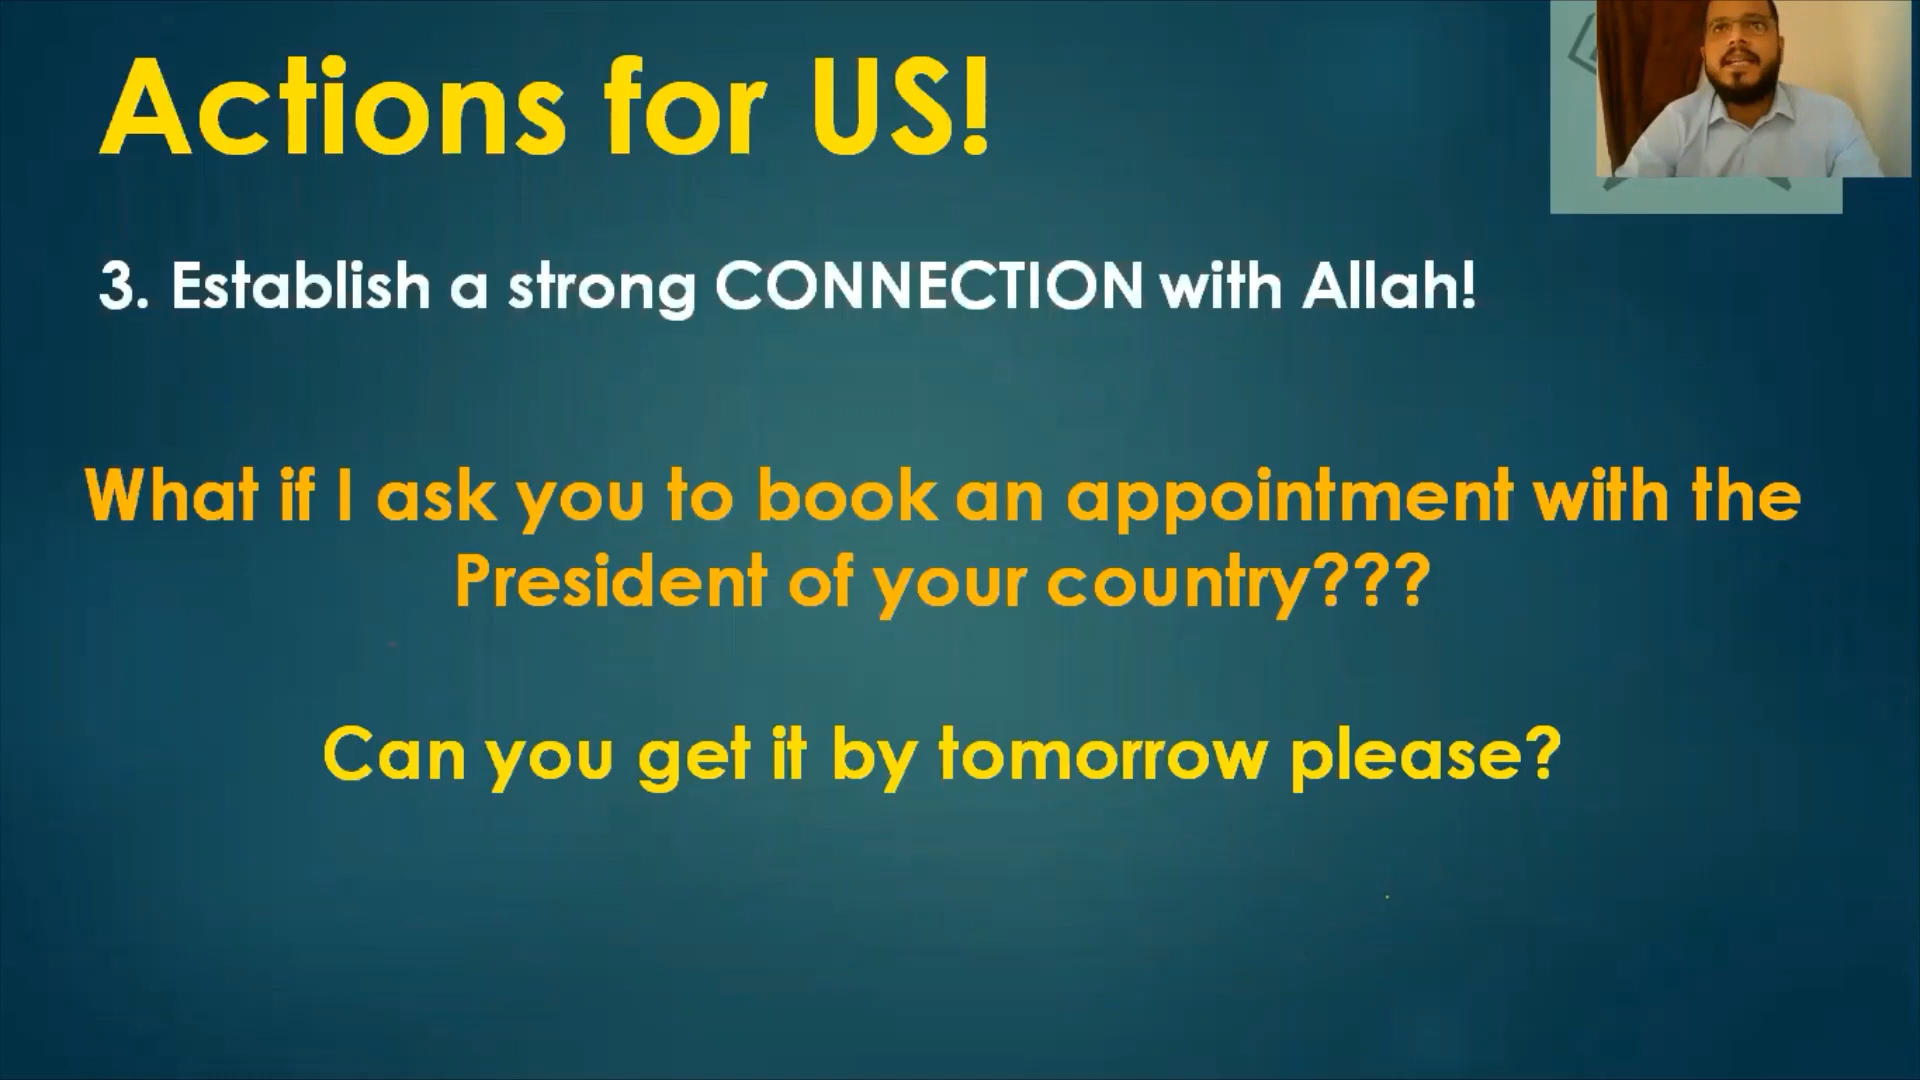 Actions for US!
3. Establish a strong CONNECTION with Allah!
What if I ask you to book an appointment with the
President of your country???
Can you get it by tomorrow please?